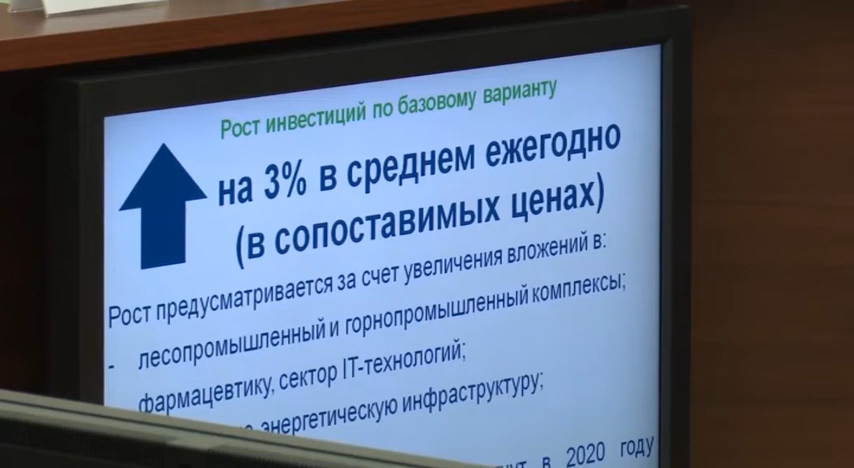 Рост инвестиций по базовому варианту
на 3% в среднем ежегодно
(в сопоставимых ценах)
Рост предусматривается за счет увеличения вложений в:
- лесопромышленный и горнопромышленный комплексы;
фармацевтику, сектор IT-технологий;
энергетическую инфраструктуру;
в 2020 году